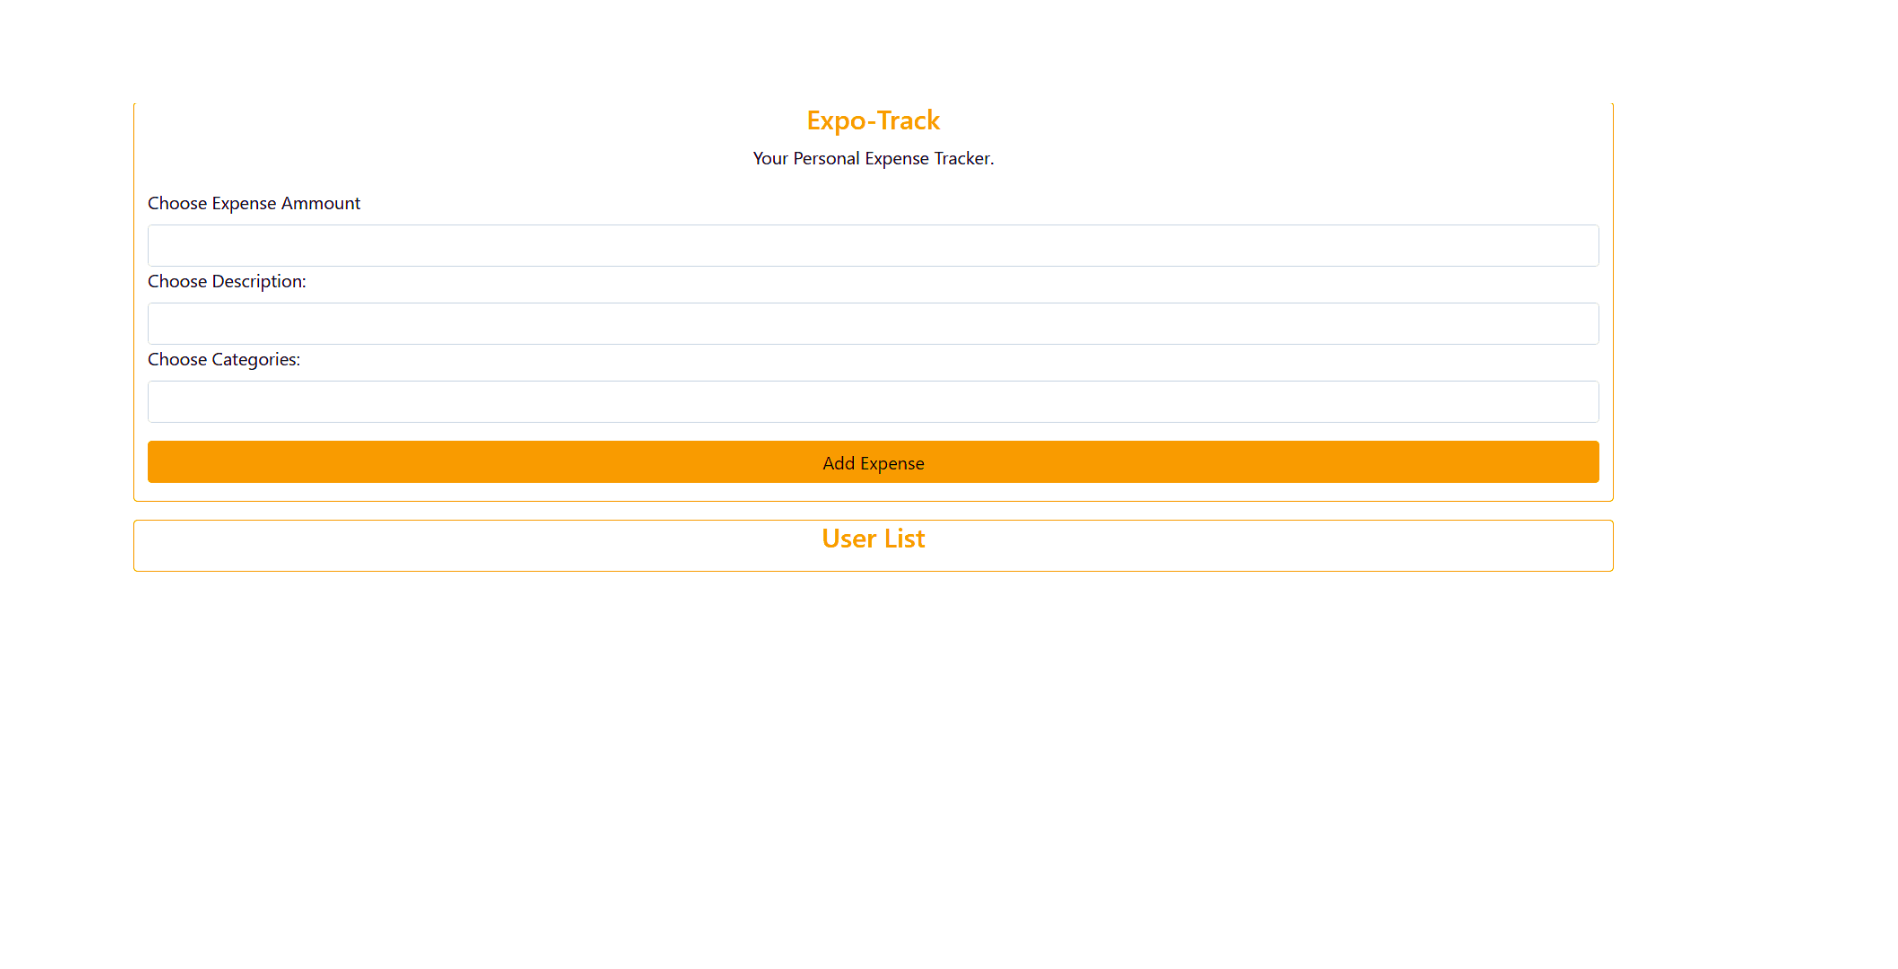 Expo-Track
Your Personal Expense Tracker.
Choose Expense Ammount
Choose Description:
Choose Categories:
Add Expense
User List